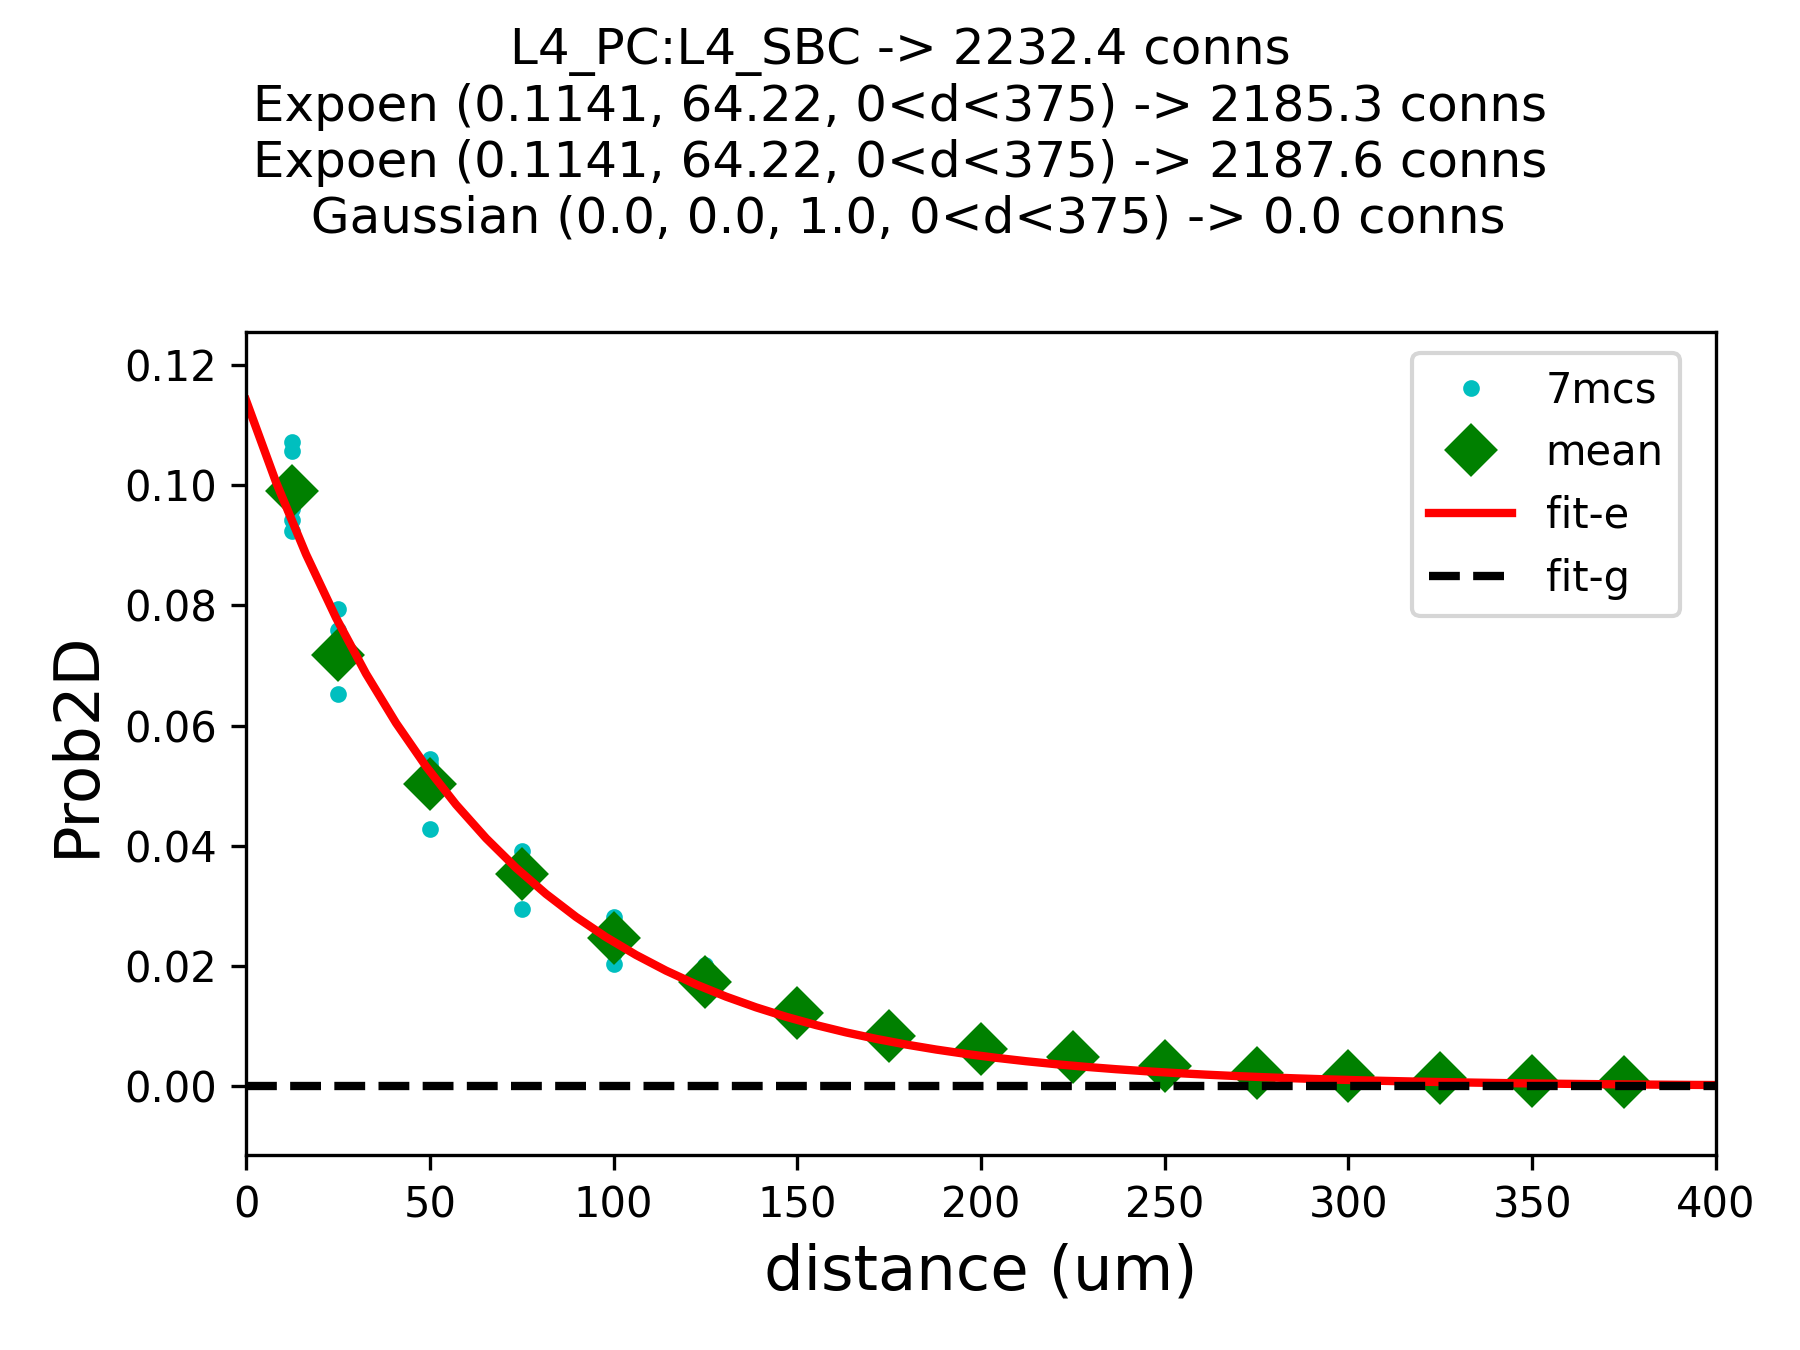 L4_PC:L4_SBC -> 2232.4 conns
Expoen (0.1141, 64.22, 0<d<375) -> 2185.3 conns
Expoen (0.1141, 64.22, 0<d<375) -> 2187.6 conns
Gaussian (0.0, 0.0, 1.0, 0<d<375) -> 0.0 conns
7mcs
mean
fit-e
fit-g
Prob2D
0.12
0.10
0.08
0.06
0.04
0.02
0.00
0 50 100 150 200 250 300 350 400
distance (um)